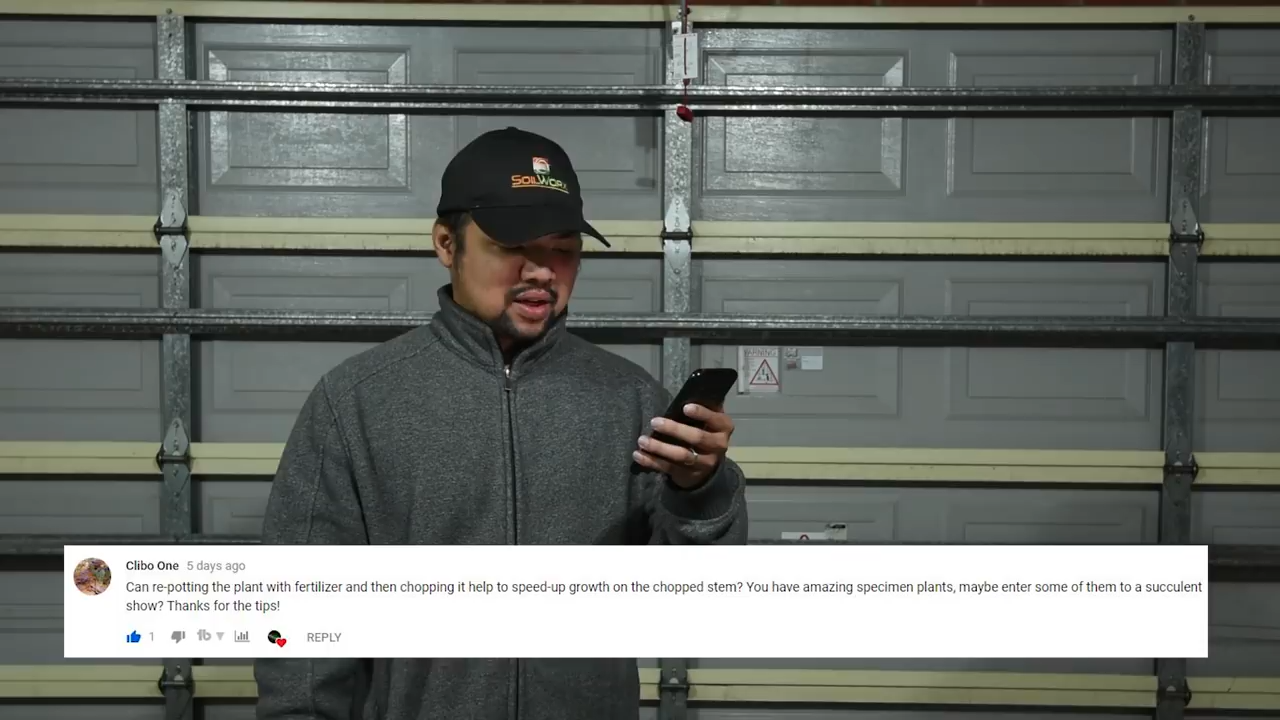 SOILWORX
WARNING
Clibo One 5 days ago
Can re-potting the plant with fertilizer and then chopping it help to speed-up growth on the chopped stem? You have amazing specimen plants, maybe enter some of them to a succulent
show? Thanks for the tips!
1 tb REPLY